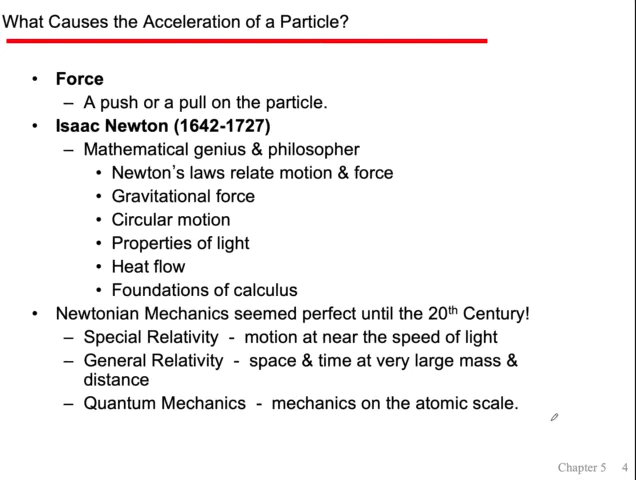 What Causes the Acceleration of a Particle?
• Force
– A push or a pull on the particle.
• Isaac Newton (1642-1727)
– Mathematical genius & philosopher
• Newton's laws relate motion & force
• Gravitational force
• Circular motion
• Properties of light
• Heat flow
• Foundations of calculus
• Newtonian Mechanics seemed perfect until the 20th Century!
– Special Relativity - motion at near the speed of light
– General Relativity - space & time at very large mass &
distance
– Quantum Mechanics - mechanics on the atomic scale.
Chapter 5 4